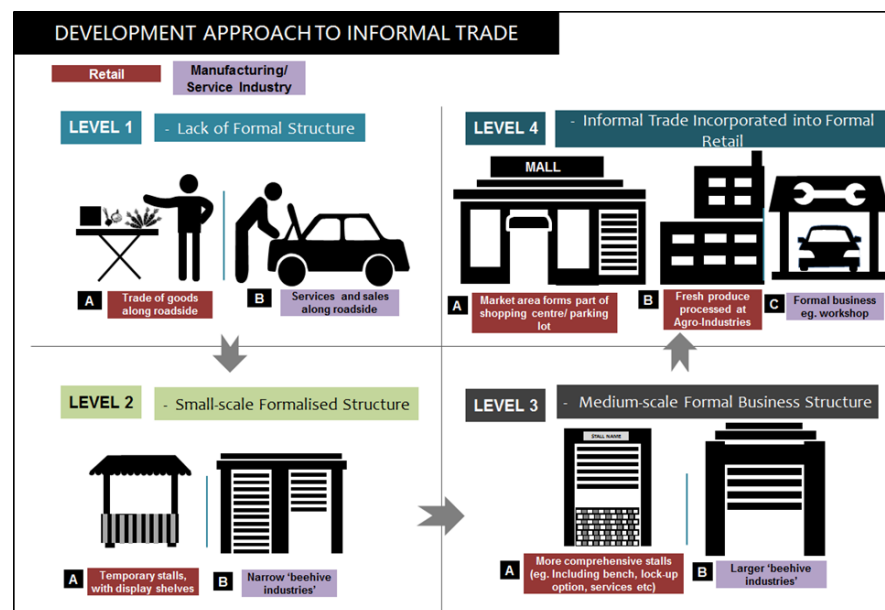 DEVELOPMENT APPROACH TO INFORMAL TRADE
Retail
Manufacturing/
Service Industry
LEVEL 1
- Lack of Formal Structure
A
Trade of goods
along roadside
B
Services and sales
along roadside
LEVEL 2
- Small-scale Formalised Structure
A
Temporary stalls,
with display shelves
B
Narrow ‘beehive
industries’
LEVEL 3
- Medium-scale Formal Business Structure
STALL NAME
A
More comprehensive stalls
(eg. Including bench, lock-up
option, services etc)
B
Larger ‘beehive
industries’
LEVEL 4
- Informal Trade Incorporated into Formal
Retail
MALL
A
Market area forms part of
shopping centre/ parking
lot
B
Fresh produce
processed at
Agro-Industries
C
Formal business
eg. workshop